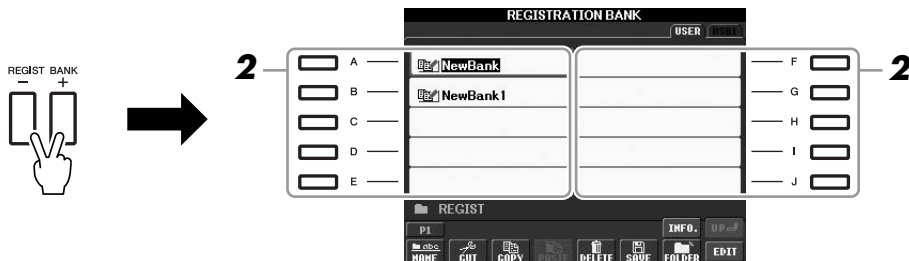 REGISTRATION BANK
USER USB1
REGIST BANK
- +
2
A
B
C
D
E
NewBank
NewBank1
F
G
H
I
J
2
REGIST
P1
INFO. UP
abc
NAME CUT COPY PASTE DELETE SAVE FOLDER EDIT